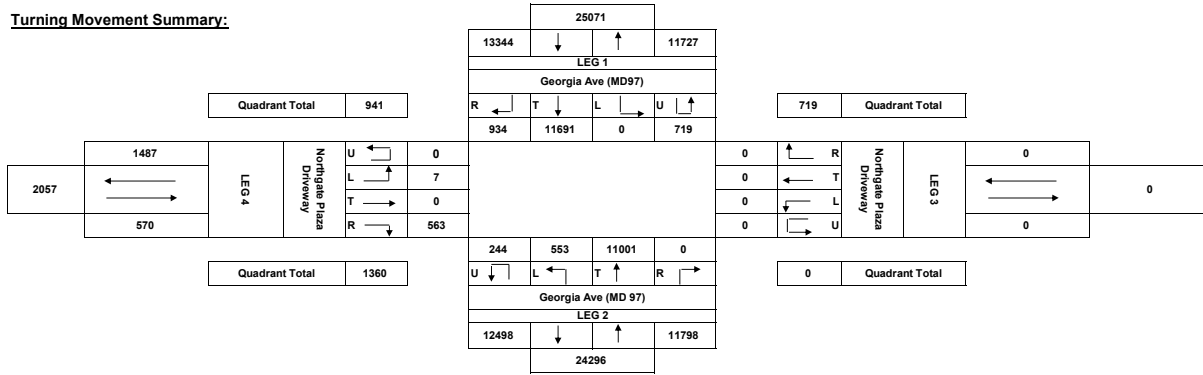 Turning Movement Summary:
25071
13344 11727
LEG 1
Georgia Ave (MD97)
Quadrant Total 941
R T L U
719 Quadrant Total
934 11691 0 719
1487
U 0
0 R
0
2057
LEG 4
Northgate Plaza
Driveway
L 7
0 T
Northgate Plaza
Driveway
LEG 3
0
T 0
0 L
570
R 563
0 U
0
244 553 11001 0
Quadrant Total 1360
U L T R
0 Quadrant Total
Georgia Ave (MD 97)
LEG 2
12498 11798
24296